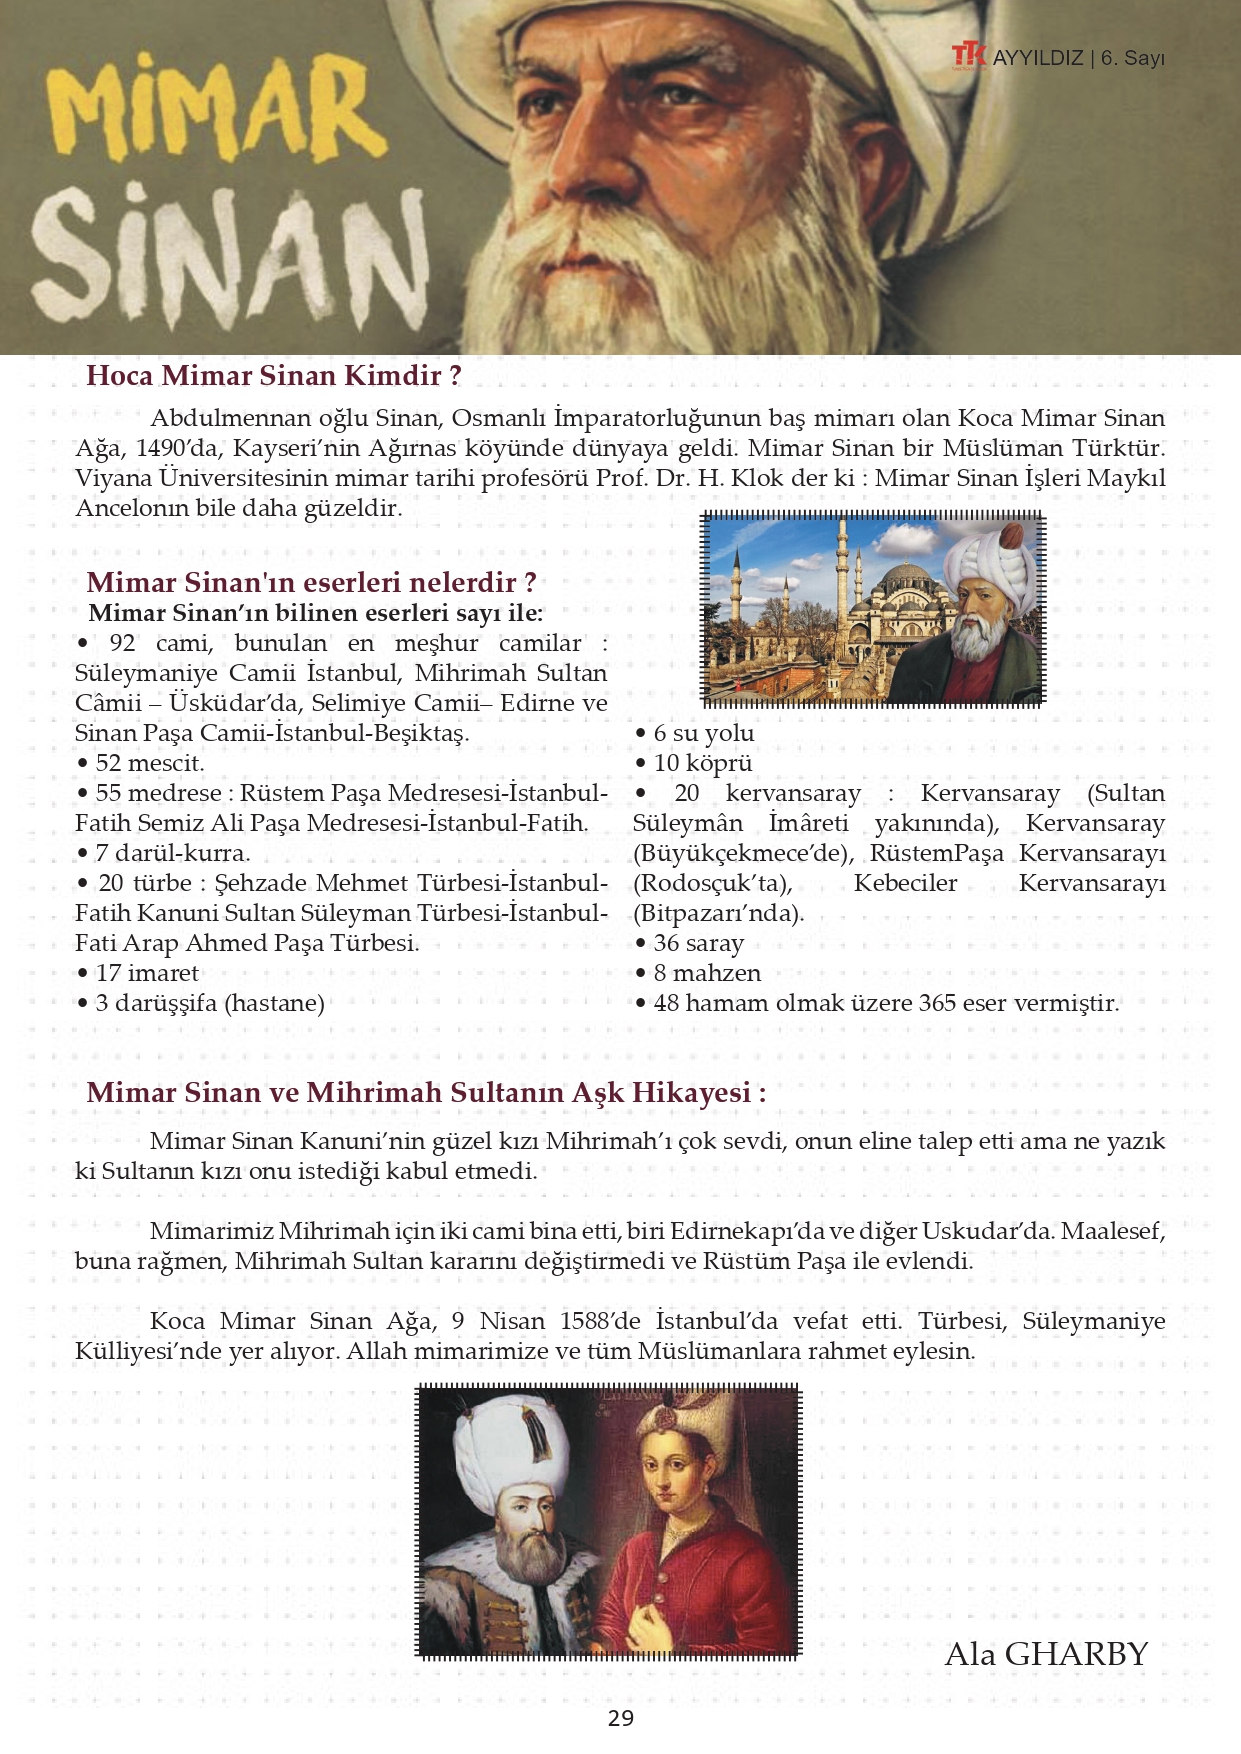 MİMAR
SİNAN
TTK AYYILDIZ | 6. Sayı
Hoca Mimar Sinan Kimdir ?
Abdulmennan oğlu Sinan, Osmanlı İmparatorluğunun baş mimarı olan Koca Mimar Sinan
Ağa, 1490’da, Kayseri’nin Ağırnas köyünde dünyaya geldi. Mimar Sinan bir Müslüman Türktür.
Viyana Üniversitesinin mimar tarihi profesörü Prof. Dr. H. Klok der ki : Mimar Sinan İşleri Maykıl
Ancelonın bile daha güzeldir.
Mimar Sinan'ın eserleri nelerdir ?
Mimar Sinan’ın bilinen eserleri sayı ile:
• 92 cami, bunulan en meşhur camilar :
Süleymaniye Camii İstanbul, Mihrimah Sultan
Câmii – Üsküdar’da, Selimiye Camii– Edirne ve
Sinan Paşa Camii-İstanbul-Beşiktaş.
• 52 mescit.
• 55 medrese : Rüstem Paşa Medresesi-İstanbul-
Fatih Semiz Ali Paşa Medresesi-İstanbul-Fatih.
• 7 darül-kurra.
• 20 türbe : Şehzade Mehmet Türbesi-İstanbul-
Fatih Kanuni Sultan Süleyman Türbesi-İstanbul-
Fati Arap Ahmed Paşa Türbesi.
• 17 imaret
• 3 darüşşifa (hastane)
• 6 su yolu
• 10 köprü
• 20 kervansaray : Kervansaray (Sultan
Süleymân İmâreti yakınında), Kervansaray
(Büyükçekmece’de), RüstemPaşa Kervansarayı
(Rodosçuk’ta), Kebeciler Kervansarayı
(Bitpazarı’nda).
• 36 saray
• 8 mahzen
• 48 hamam olmak üzere 365 eser vermiştir.
Mimar Sinan ve Mihrimah Sultanın Aşk Hikayesi :
Mimar Sinan Kanuni’nin güzel kızı Mihrimah’ı çok sevdi, onun eline talep etti ama ne yazık
ki Sultanın kızı onu istediği kabul etmedi.
Mimarimiz Mihrimah için iki cami bina etti, biri Edirnekapı’da ve diğer Uskudar’da. Maalesef,
buna rağmen, Mihrimah Sultan kararını değiştirmedi ve Rüstüm Paşa ile evlendi.
Koca Mimar Sinan Ağa, 9 Nisan 1588’de İstanbul’da vefat etti. Türbesi, Süleymaniye
Külliyesi’nde yer alıyor. Allah mimarimize ve tüm Müslümanlara rahmet eylesin.
Ala GHARBY
29